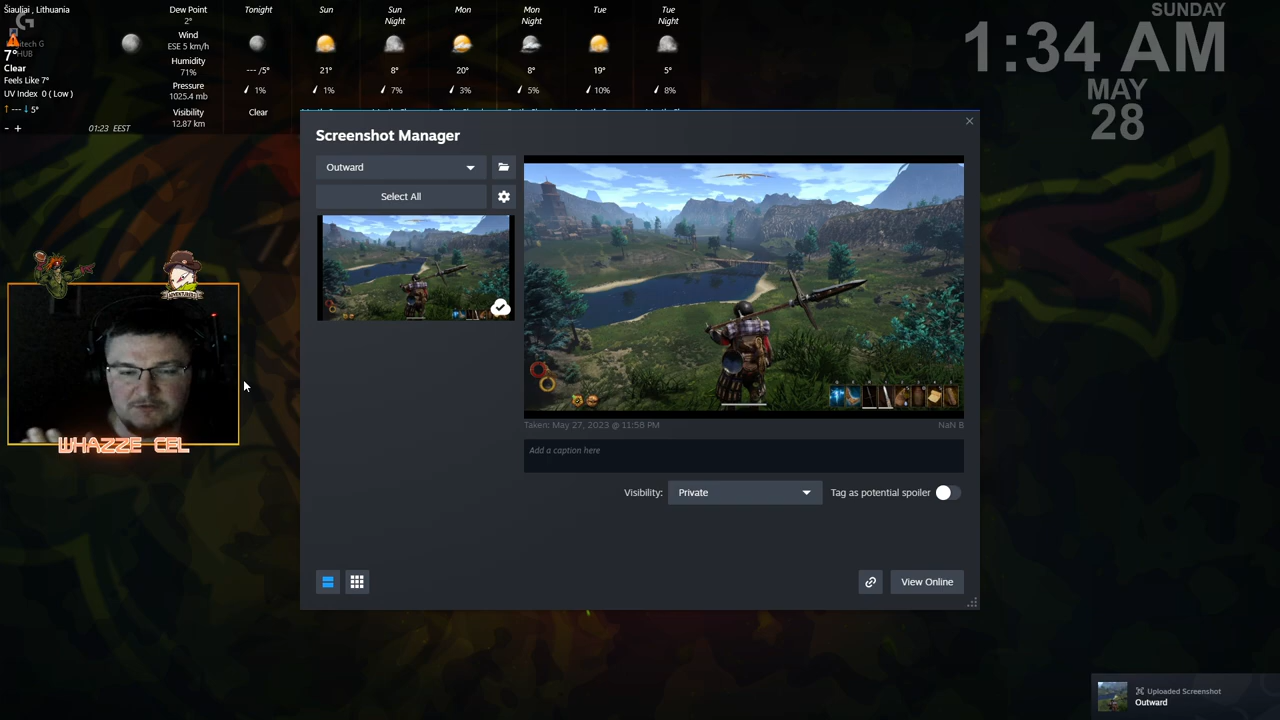 Šiauliai , Lithuania
HUB
7°
Clear
Feels Like 7°
UV Index 0 ( Low )
↑ --- ↓ 5°
- +
01:23 EEST
Dew Point
2°
Wind
ESE 5 km/h
Humidity
71%
Pressure
1025.4 mb
Visibility
12.87 km
Tonight
--- /5°
1%
Clear
Sun
21°
1%
Sun
Night
8°
7%
Mon
20°
3%
Mon
Night
8°
5%
Tue
19°
10%
Tue
Night
5°
8%
SUNDAY
1:34 AM
MAY
28
Screenshot Manager
Outward
Select All
Taken: May 27, 2023 @ 11:58 PM
NaN B
Add a caption here
Visibility:
Private
Tag as potential spoiler
View Online
WHAZZE CEL
Uploaded Screenshot
Outward